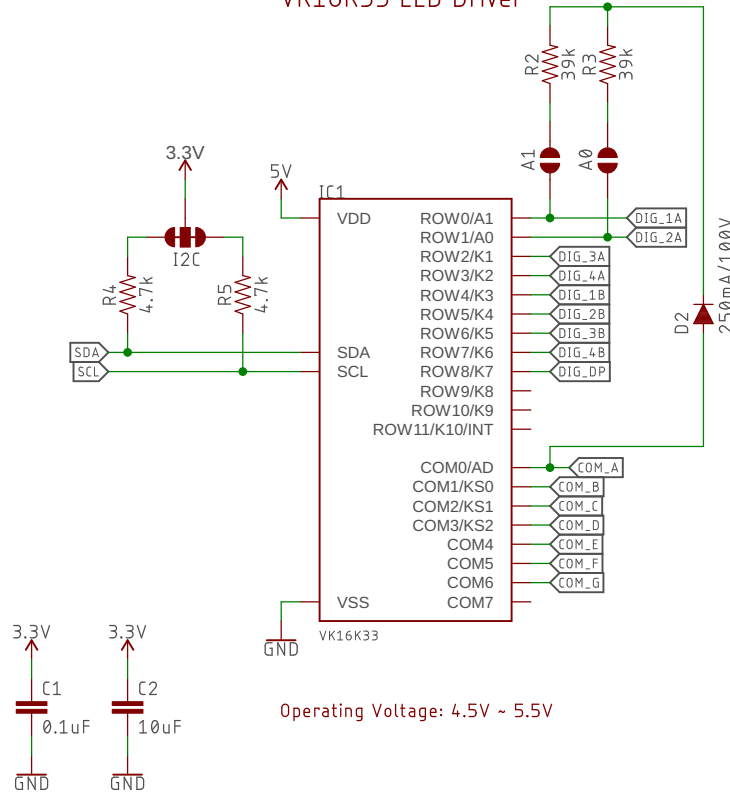 VK16K33 LED Driver
R2
39k
R3
39k
A1
A0
3.3V
5V
IC1
I2C
R4
4.7k
R5
4.7k
SDA
SCL
VDD
SDA
SCL
VSS
ROW0/A1
ROW1/A0
ROW2/K1
ROW3/K2
ROW4/K3
ROW5/K4
ROW6/K5
ROW7/K6
ROW8/K7
ROW9/K8
ROW10/K9
ROW11/K10/INT
COM0/AD
COM1/KS0
COM2/KS1
COM3/KS2
COM4
COM5
COM6
COM7
DIG_1A
DIG_2A
DIG_3A
DIG_4A
DIG_1B
DIG_2B
DIG_3B
DIG_4B
DIG_DP
COM_A
COM_B
COM_C
COM_D
COM_E
COM_F
COM_G
D2
250mA/100V
VK16K33
GND
3.3V
C1
0.1uF
GND
3.3V
C2
10uF
GND
Operating Voltage: 4.5V ~ 5.5V